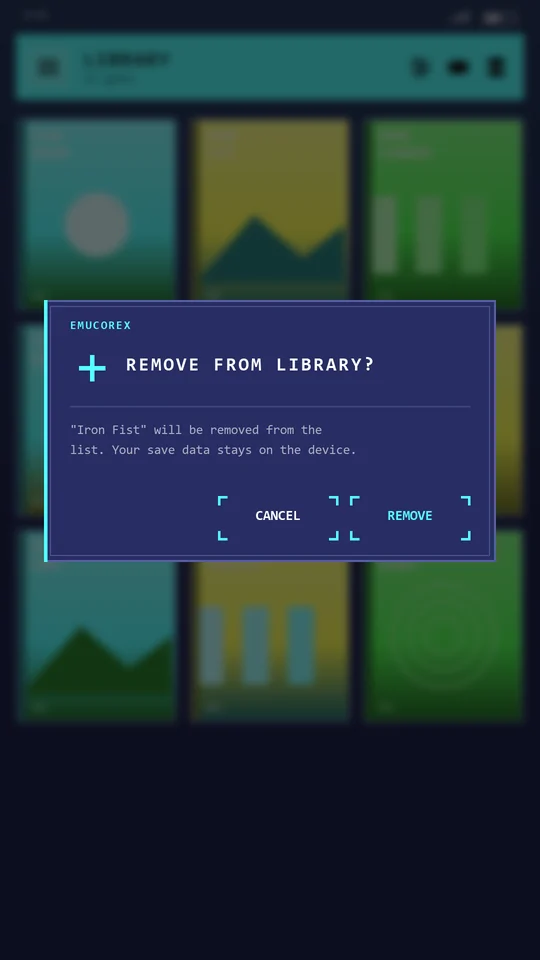 LIBRARY
EMUCOREX
REMOVE FROM LIBRARY?
"Iron Fist" will be removed from the
list. Your save data stays on the device.
CANCEL
REMOVE